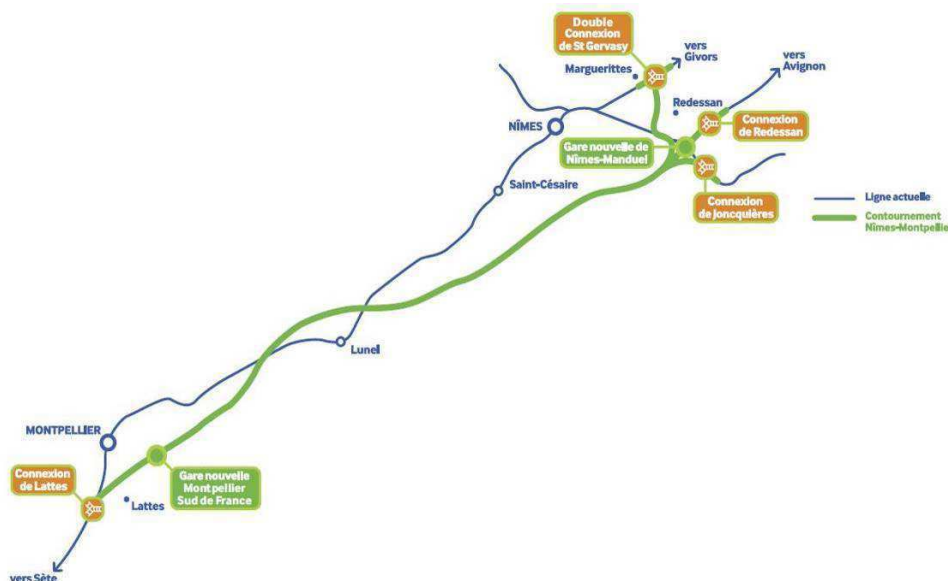 Double
Connexion
de St Gervasy
vers
Givors
vers
Avignon
Marguerittes
Redessan
NÎMES
Connexion
de Redessan
Gare nouvelle de
Nîmes-Manduel
Saint-Césaire
Connexion
de Joncquières
Ligne actuelle
Contournement
Nîmes-Montpellie
Lunel
MONTPELLIER
Connexion
de Lattes
Gare nouvelle
Montpellier
Sud de France
Lattes
vers Sète